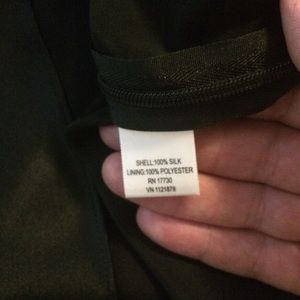 SHELL:100% SILK
LINING:100% POLYESTER
RN 17730
VN 1121878